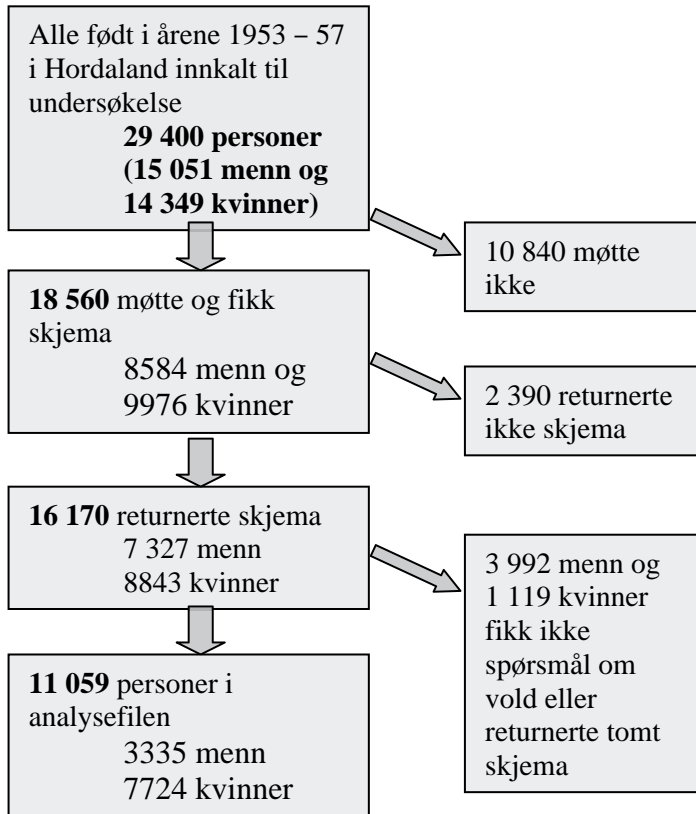 Alle født i årene 1953 – 57
i Hordaland innkalt til
undersøkelse
29 400 personer
(15 051 menn og
14 349 kvinner)
10 840 møtte
ikke
18 560 møtte og fikk
skjema
8584 menn og
9976 kvinner
2 390 returnerte
ikke skjema
16 170 returnerte skjema
7 327 menn
8843 kvinner
3 992 menn og
1 119 kvinner
fikk ikke
spørsmål om
vold eller
returnerte tomt
skjema
11 059 personer i
analysefilen
3335 menn
7724 kvinner